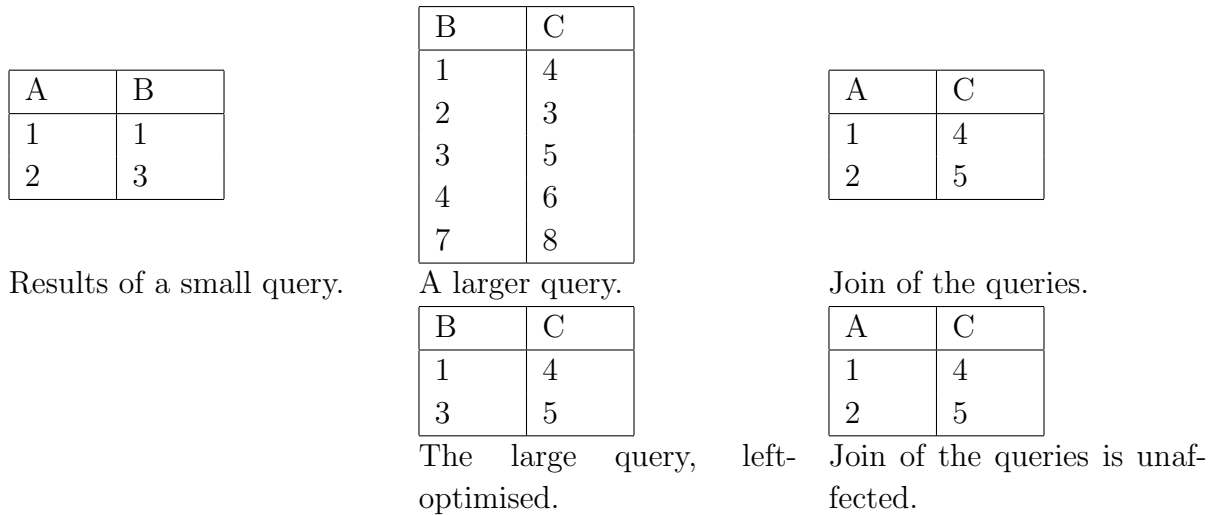 A B
1 1
2 3
Results of a small query.
B C
1 4
2 3
3 5
4 6
7 8
A larger query.
A C
1 4
2 5
Join of the queries.
B C
1 4
3 5
The large query, left-
optimised.
A C
1 4
2 5
Join of the queries is unaf-
fected.